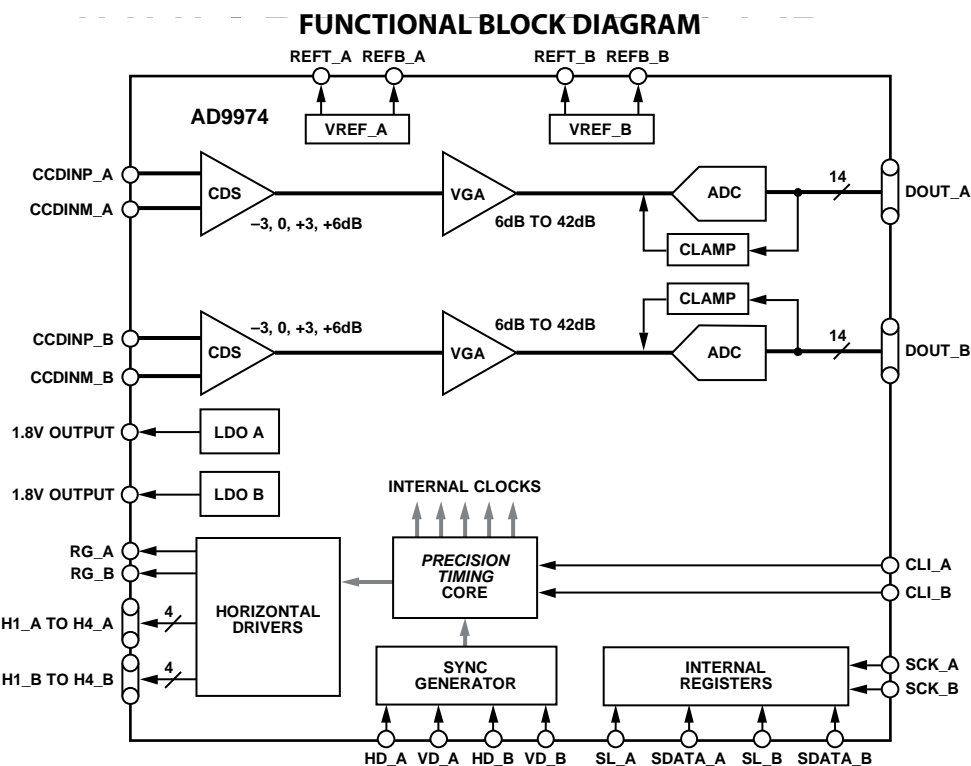 FUNCTIONAL BLOCK DIAGRAM
REFT_A REFB_A REFT_B REFB_B
AD9974
VREF_A VREF_B
CCDINP_A
CCDINM_A
CDS
–3, 0, +3, +6dB
VGA
6dB TO 42dB
ADC
CLAMP
14
DOUT_A
CCDINP_B
CCDINM_B
CDS
–3, 0, +3, +6dB
VGA
6dB TO 42dB
CLAMP
ADC
14
DOUT_B
1.8V OUTPUT
LDO A
1.8V OUTPUT
LDO B
INTERNAL CLOCKS
RG_A
RG_B
H1_A TO H4_A
4
H1_B TO H4_B
4
HORIZONTAL
DRIVERS
PRECISION
TIMING
CORE
CLI_A
CLI_B
SYNC
GENERATOR
INTERNAL
REGISTERS
SCK_A
SCK_B
HD_A VD_A HD_B VD_B SL_A SDATA_A SL_B SDATA_B